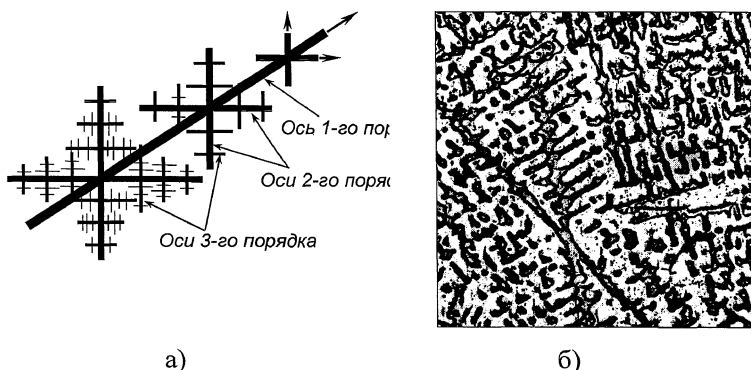 Ось 1-го пор
Оси 2-го поряд
Оси 3-го порядка
а) б)